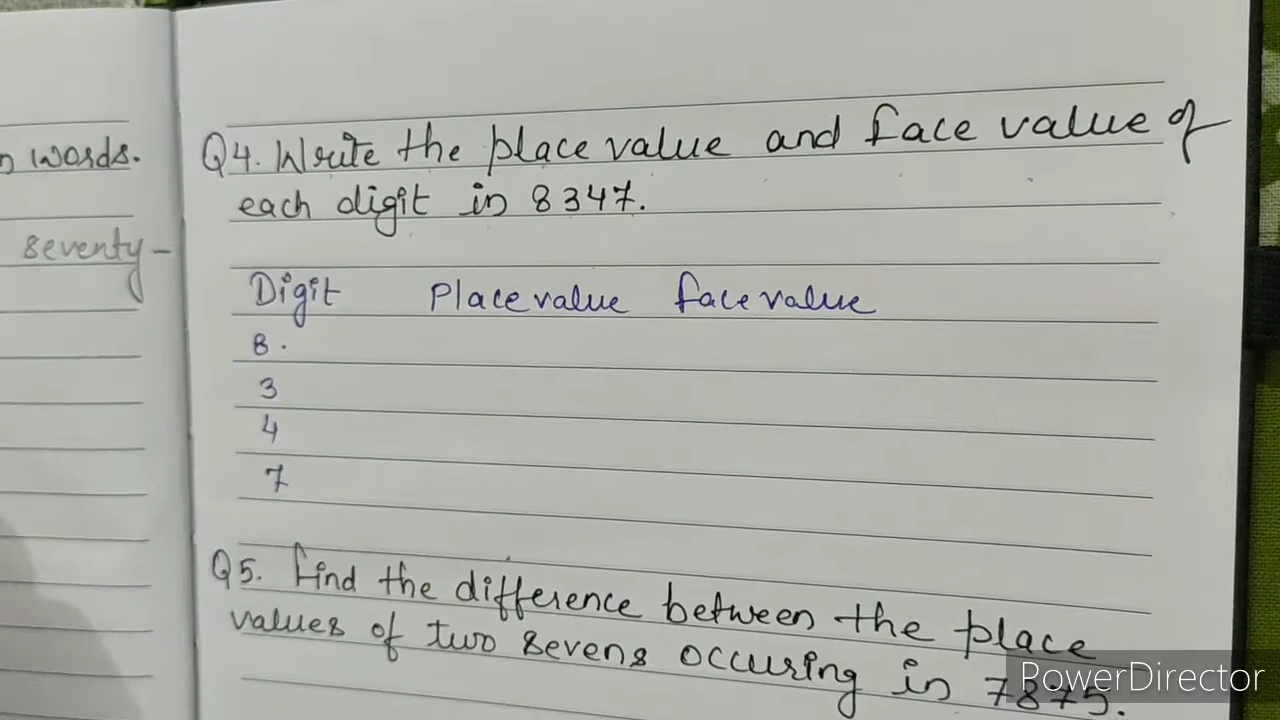 words.
seventy-
Q4. Write the place value and face value of
each digit in 8347.
Digit Place value face value
8.
3
4
7
Q5. Find the difference between the place
values of two sevens occuring in 7875.
PowerDirector